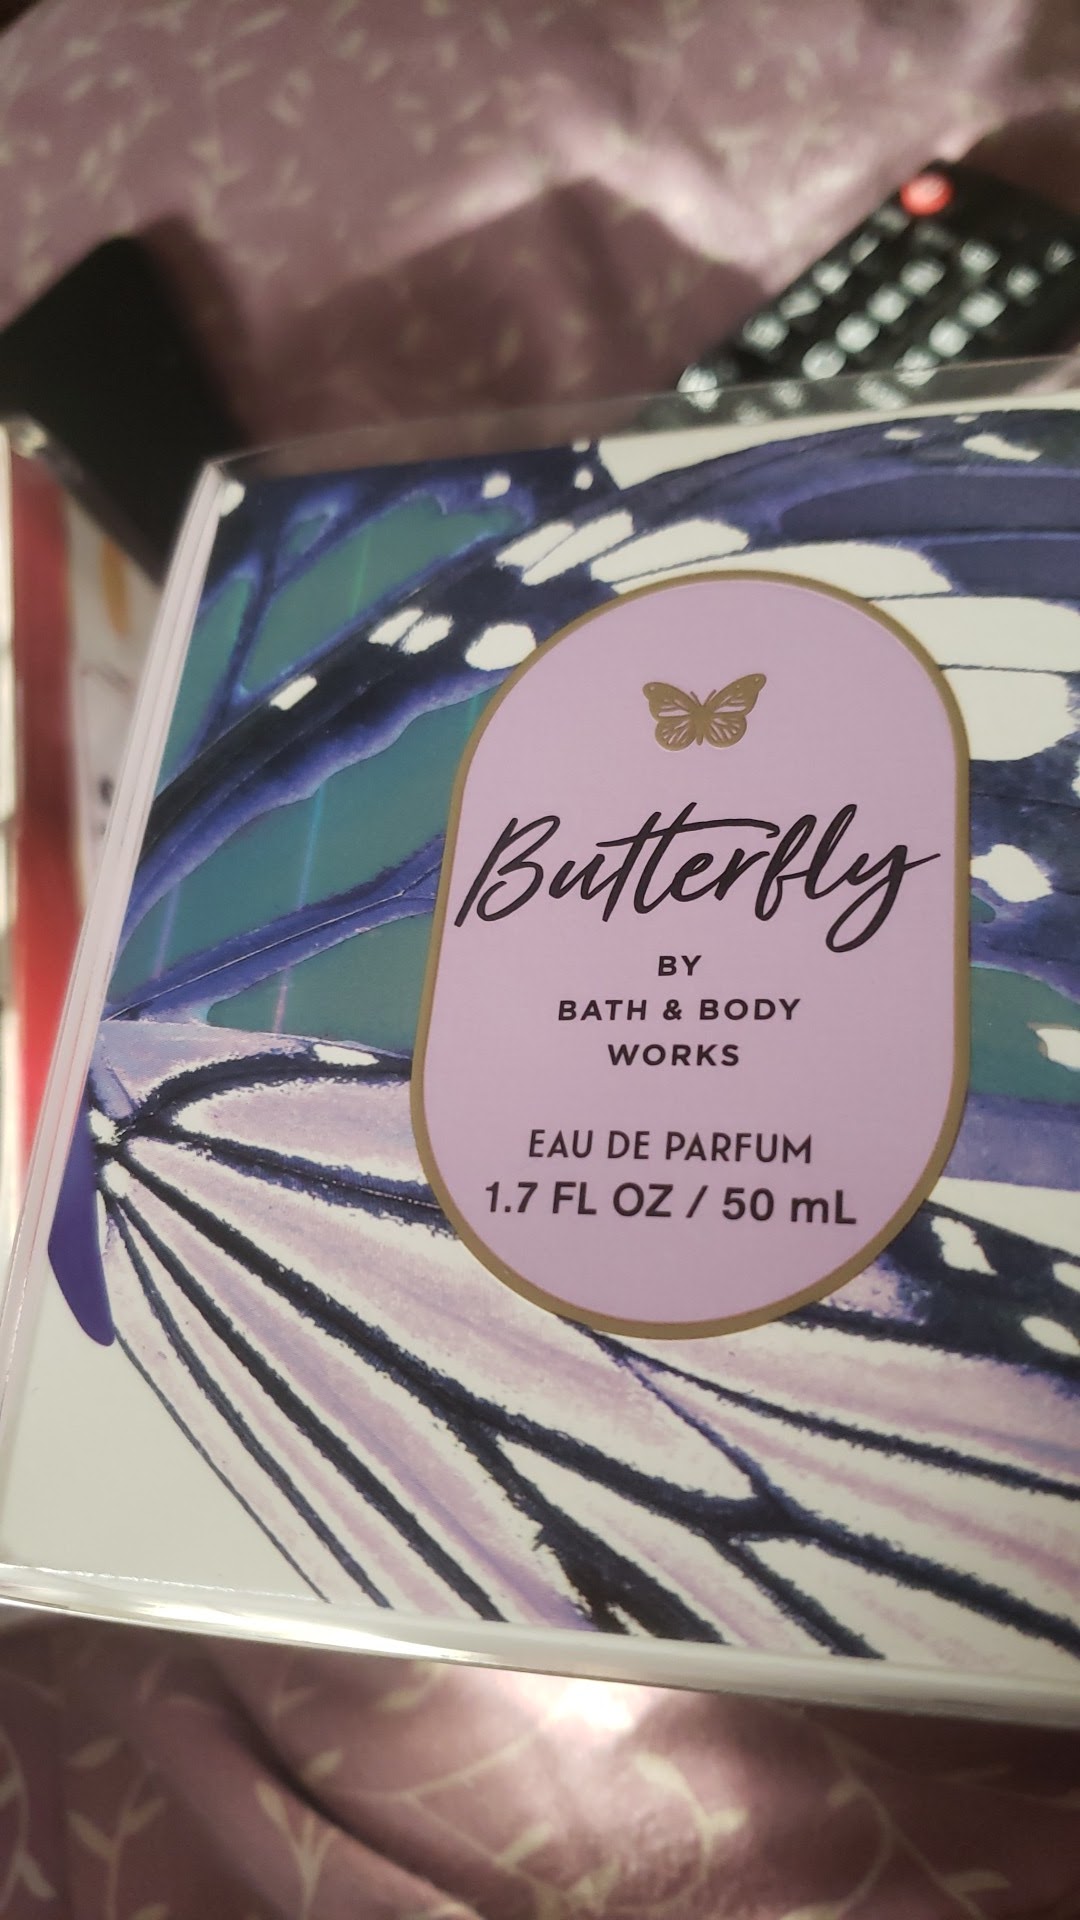 Butterfly
BY
BATH & BODY
WORKS
EAU DE PARFUM
1.7 FL OZ / 50 mL